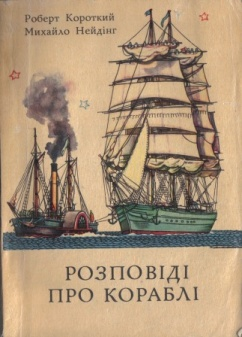 Роберт Короткий
Михайло Нейдінг
РОЗПОВІДІ
ПРО КОРАБЛІ